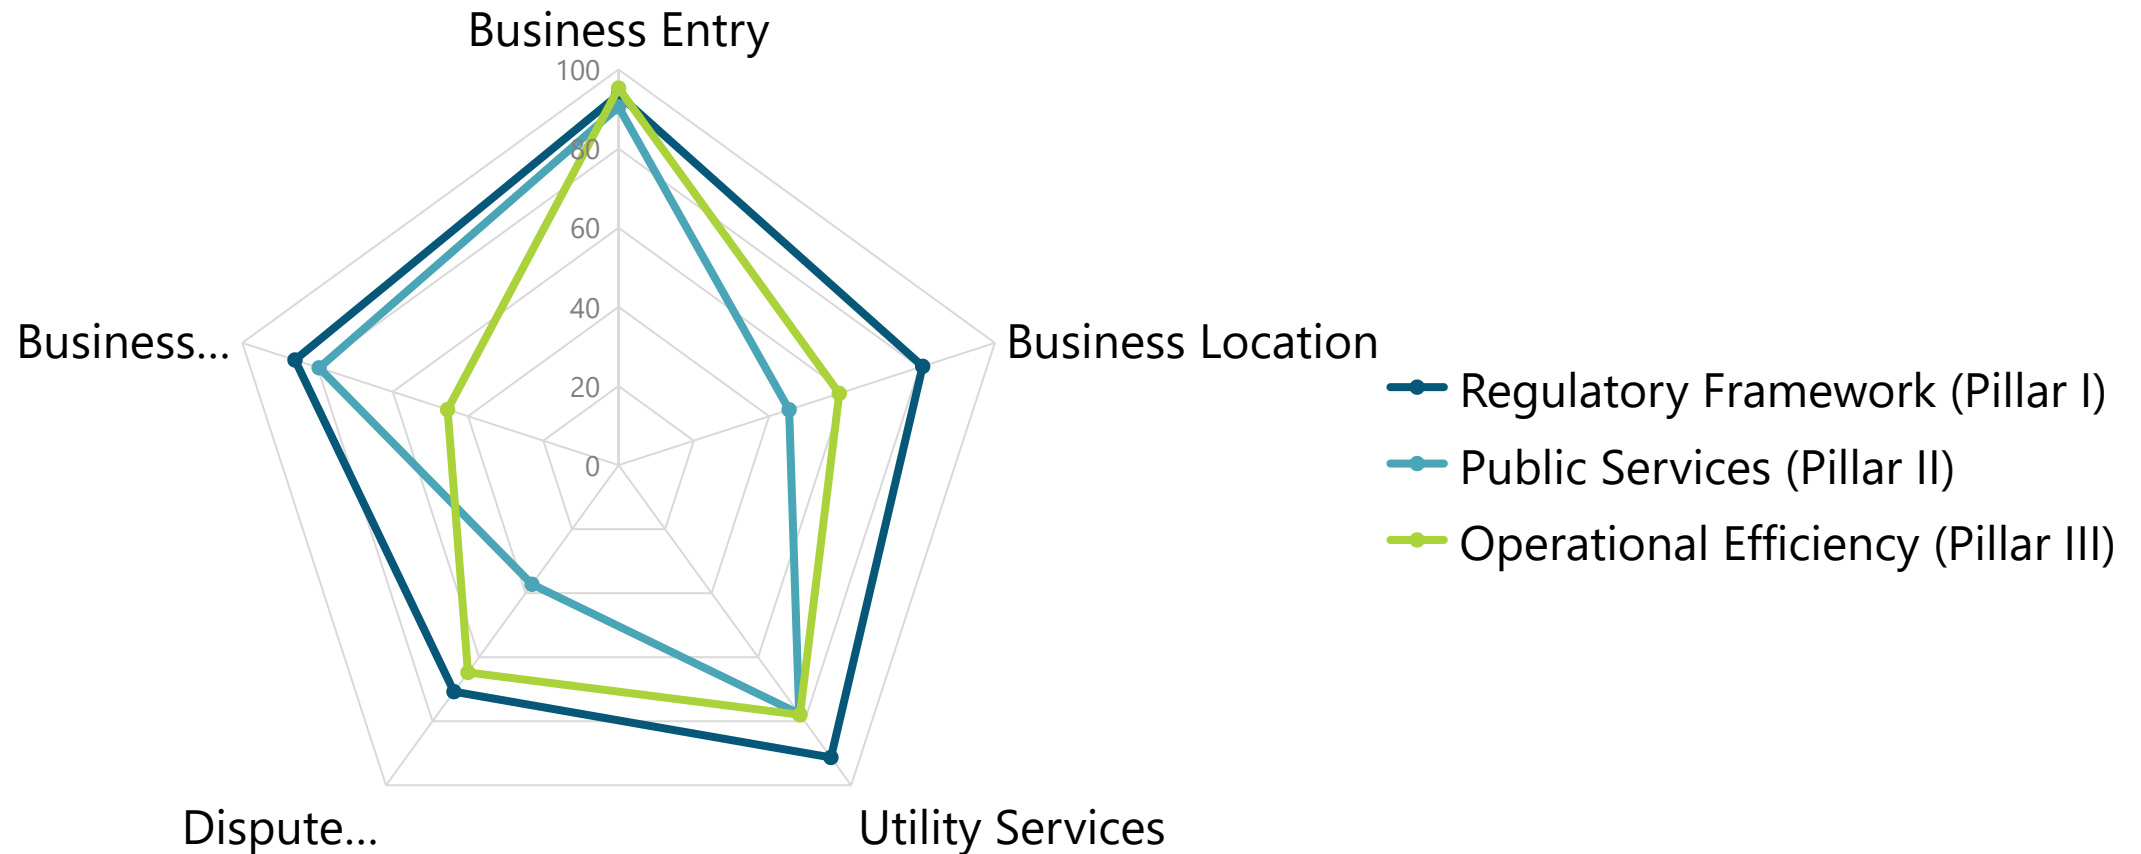 Business Entry
100
80
60
40
20
0
Business...
Business Location
Dispute...
Utility Services
Regulatory Framework (Pillar I)
Public Services (Pillar II)
Operational Efficiency (Pillar III)